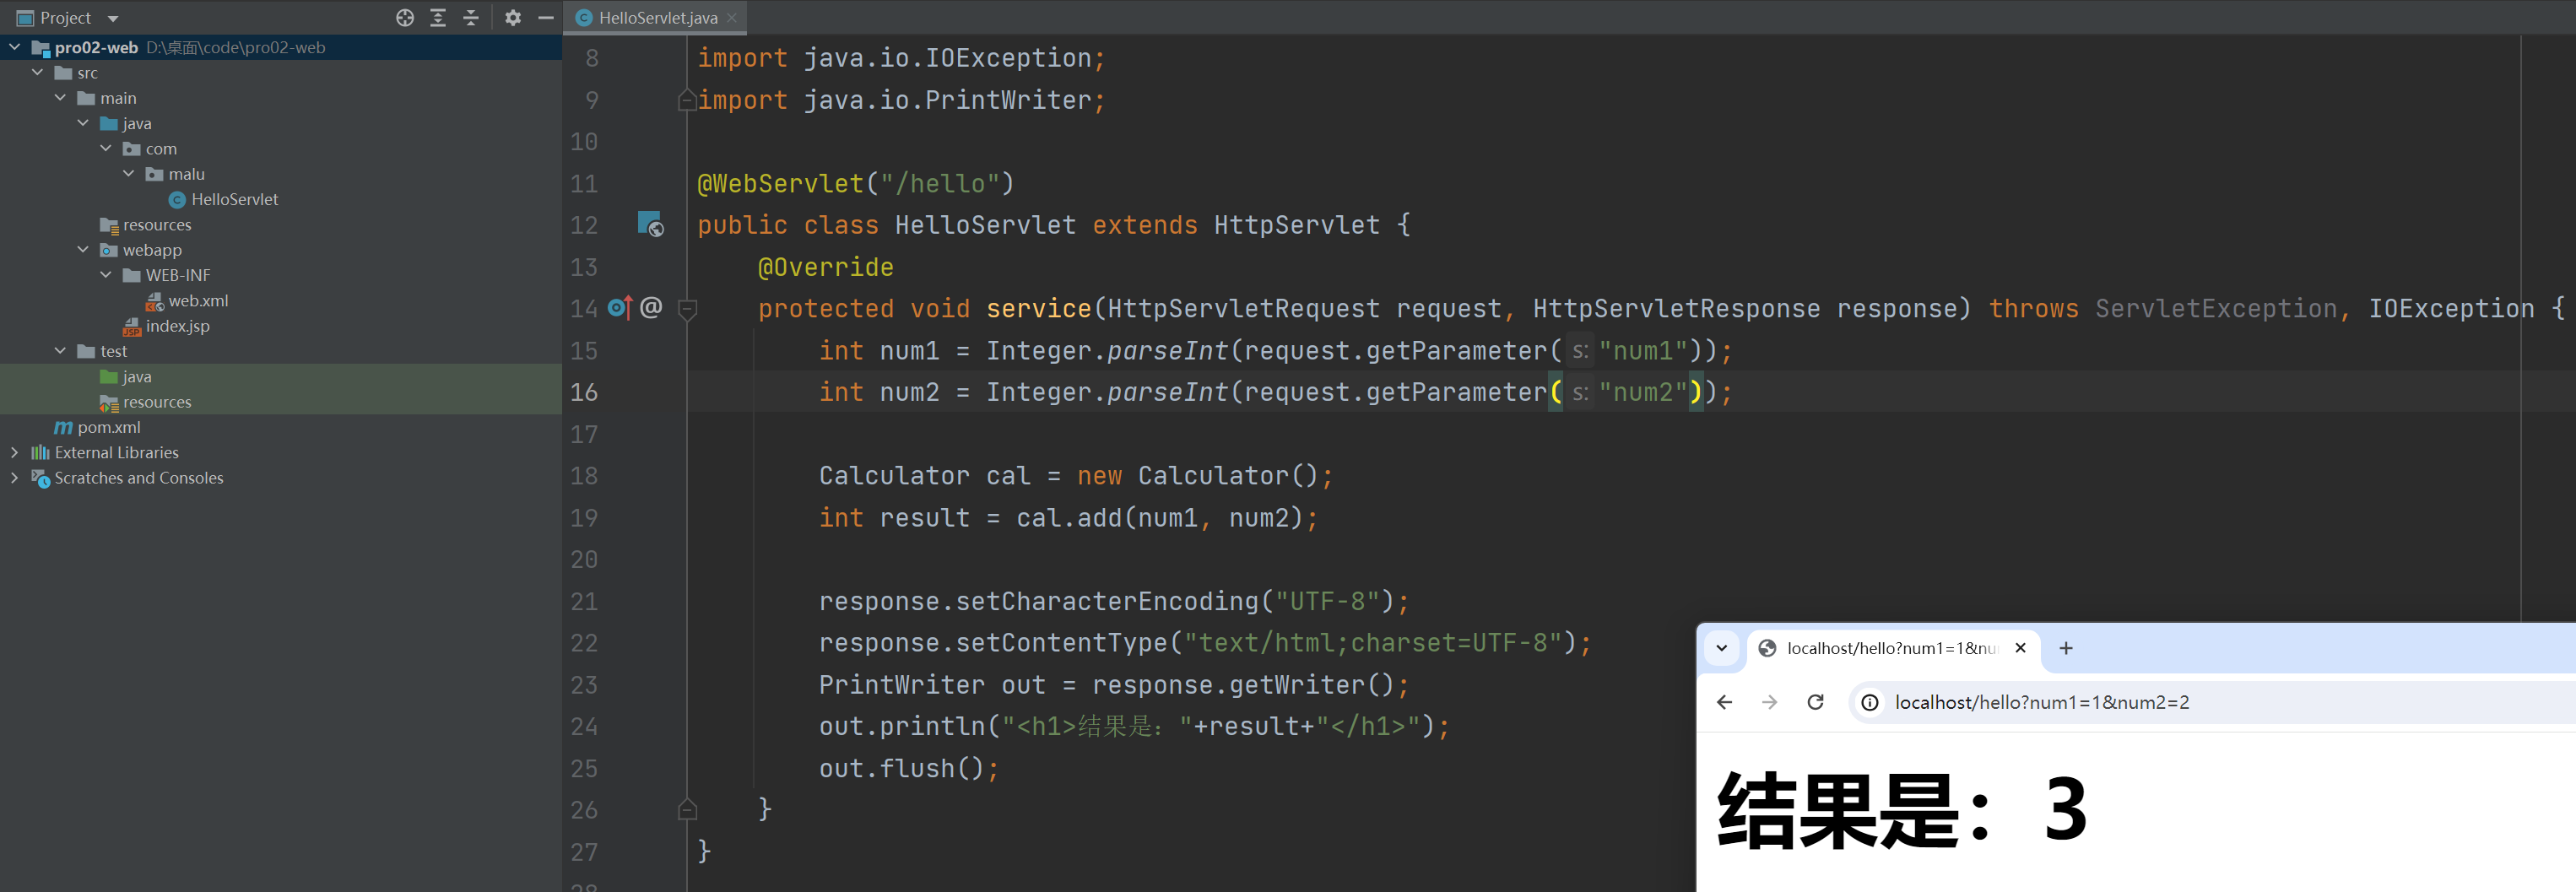 Project
pro02-web D:\桌面\code\pro02-web
src
main
java
com
malu
HelloServlet
resources
webapp
WEB-INF
web.xml
index.jsp
test
java
resources
pom.xml
External Libraries
Scratches and Consoles
HelloServlet.java
8 import java.io.IOException;
9 import java.io.PrintWriter;
10
11 @WebServlet("/hello")
12 public class HelloServlet extends HttpServlet {
13 @Override
14 @ protected void service(HttpServletRequest request, HttpServletResponse response) throws ServletException, IOException {
15 int num1 = Integer.parseInt(request.getParameter( s: "num1"));
16 int num2 = Integer.parseInt(request.getParameter( s: "num2"));
17
18 Calculator cal = new Calculator();
19 int result = cal.add(num1, num2);
20
21 response.setCharacterEncoding("UTF-8");
22 response.setContentType("text/html;charset=UTF-8");
23 PrintWriter out = response.getWriter();
24 out.println("<h1>结果是："+result+"</h1>");
25 out.flush();
26 }
27 }
28
localhost/hello?num1=1&nu
localhost/hello?num1=1&num2=2
结果是：3